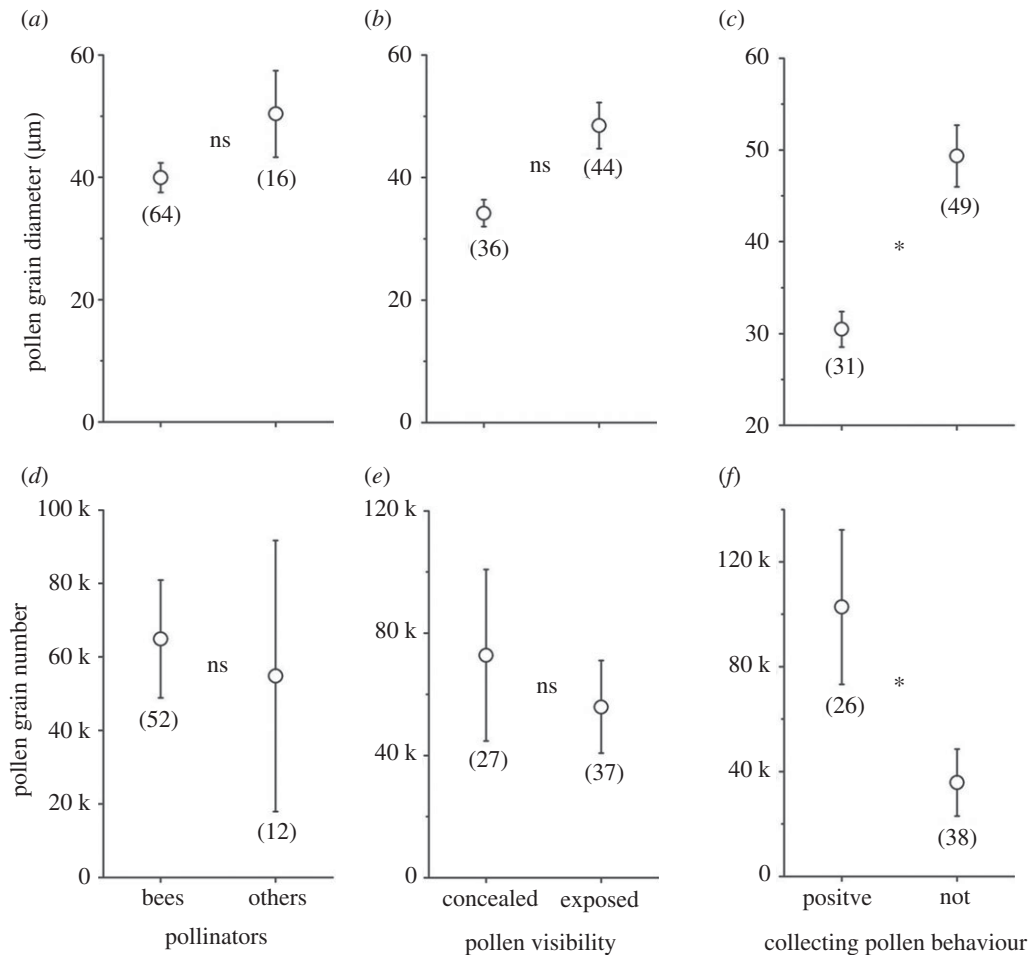 (a)
(b)
(c)
pollen grain diameter (µm)
60
40
20
0
ns
(64)
(16)
60
40
20
0
ns
(36)
(44)
60
50
40
30
20
*
(31)
(49)
(d)
(e)
(f)
pollen grain number
100 k
80 k
60 k
40 k
20 k
0
ns
(52)
(12)
bees
others
pollinators
120 k
80 k
40 k
0
ns
(27)
(37)
concealed
exposed
pollen visibility
120 k
80 k
40 k
0
*
(26)
(38)
positve
not
collecting pollen behaviour